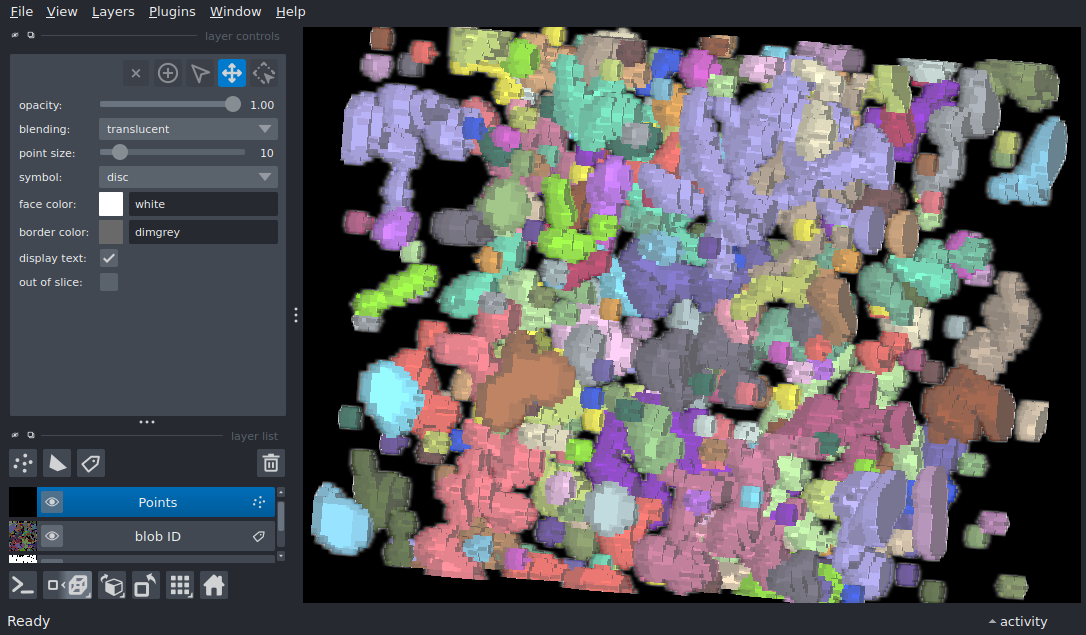 File View Layers Plugins Window Help
layer controls
opacity: 1.00
blending: translucent
point size: 10
symbol: disc
face color: white
border color: dimgrey
display text:
out of slice:
layer list
Points
blob ID
Ready
activity